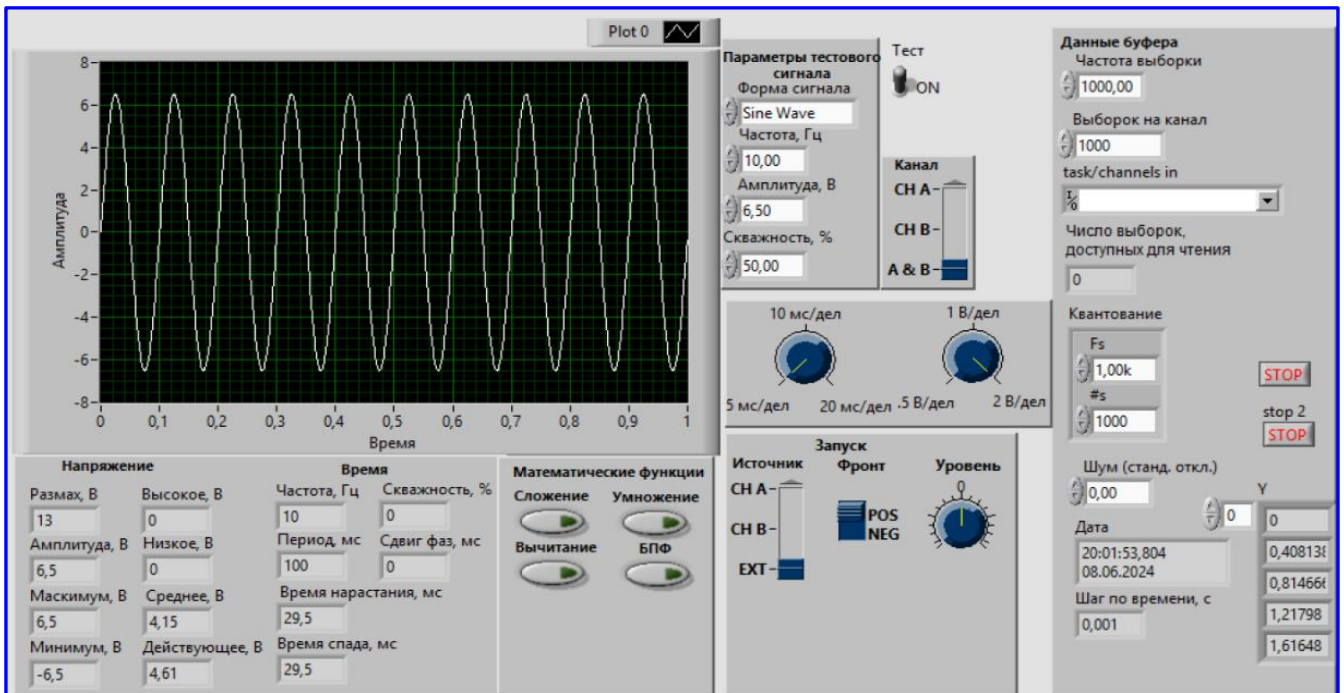 Plot 0
8
6
4
2
0
-2
-4
-6
-8
Амплитуда
0
0,1
0,2
0,3
0,4
0,5
0,6
0,7
0,8
0,9
1
Время
Параметры тестового
сигнала
Форма сигнала
Sine Wave
Частота, Гц
10,00
Амплитуда, В
6,50
Скважность, %
50,00
Тест
ON
Канал
CH A
CH B
A & B
10 мс/дел
5 мс/дел
20 мс/дел
1 В/дел
.5 В/дел
2 В/дел
Данные буфера
Частота выборки
1000,00
Выборок на канал
1000
task/channels in
Число выборок,
доступных для чтения
0
Квантование
Fs
1,00k
#s
1000
STOP
stop 2
STOP
Шум (станд. откл.)
0,00
Дата
20:01:53,804
08.06.2024
Шаг по времени, с
0,001
0
Y
0
0,40813
0,81466
1,21798
1,61648
Напряжение
Размах, В
13
Амплитуда, В
6,5
Маскимум, В
6,5
Минимум, В
-6,5
Высокое, В
0
Низкое, В
0
Среднее, В
4,15
Действующее, В
4,61
Время
Частота, Гц
10
Скважность, %
0
Период, мс
100
Сдвиг фаз, мс
0
Время нарастания, мс
29,5
Время спада, мс
29,5
Математические функции
Сложение
Умножение
Вычитание
БПФ
Запуск
Источник
CH A
CH B
EXT
Фронт
POS
NEG
Уровень
0